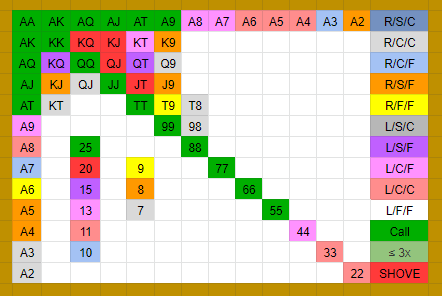 AA AK AQ AJ AT A9 A8 A7 A6 A5 A4 A3 A2 R/S/C
AK KK KQ KJ KT K9 R/C/C
AQ KQ QQ QJ QT Q9 R/C/F
AJ KJ QJ JJ JT J9 R/S/F
AT KT TT T9 T8 R/F/F
A9 99 98 L/S/C
A8 25 88 L/S/F
A7 20 9 77 L/C/F
A6 15 8 66 L/C/C
A5 13 7 55 L/F/F
A4 11 44 Call
A3 10 33 ≤ 3x
A2 22 SHOVE